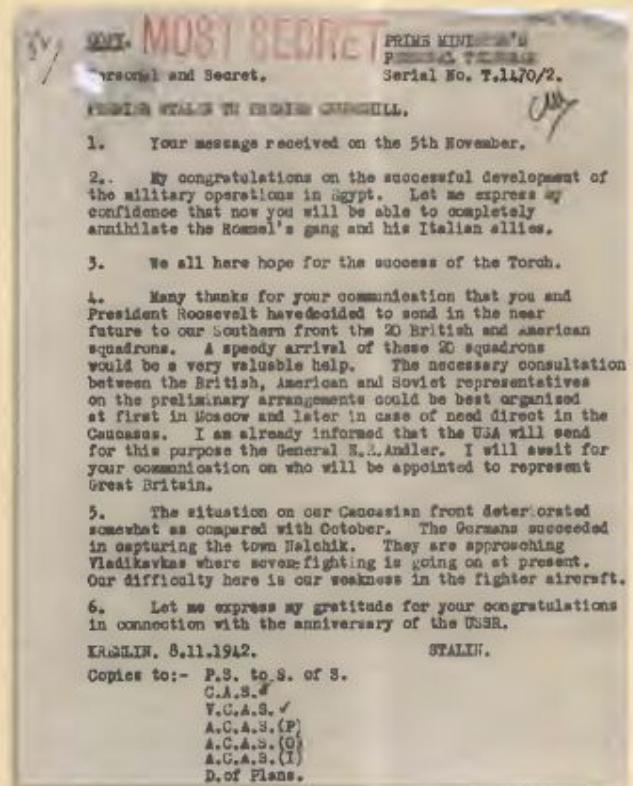 COPY. MOST SECRET PRIME MINISTER'S
PERSONAL TELEGRAM
Personal and Secret. Serial No. T.1470/2.
PREMIER STALIN TO PREMIER CHURCHILL.
1. Your message received on the 5th November.
2.. My congratulations on the successful development of
the military operations in Egypt. Let me express my
confidence that now you will be able to completely
annihilate the Rommel's gang and his Italian allies.
3. We all here hope for the success of the Torch.
4. Many thanks for your communication that you and
President Roosevelt havedecided to send in the near
future to our Southern front the 20 British and American
squadrons. A speedy arrival of these 20 squadrons
would be a very valuable help. The necessary consultation
between the British, American and Soviet representatives
on the preliminary arrangements could be best organised
at first in Moscow and later in case of need direct in the
Caucasus. I am already informed that the USA will send
for this purpose the General E.E.Andler. I will await for
your communication on who will be appointed to represent
Great Britain.
5. The situation on our Caucasian front deteriorated
somewhat as compared with October. The Germans succeeded
in capturing the town Nalchik. They are approaching
Vladikavkas where severe fighting is going on at present.
Our difficulty here is our weakness in the fighter aircraft.
6. Let me express my gratitude for your congratulations
in connection with the anniversary of the USSR.
KREMLIN. 8.11.1942. STALIN.
Copies to:- P.S. to S. of S.
C.A.S.
V.C.A.S.
A.C.A.S.(P)
A.C.A.S.(O)
A.C.A.S.(I)
D.of Plans.